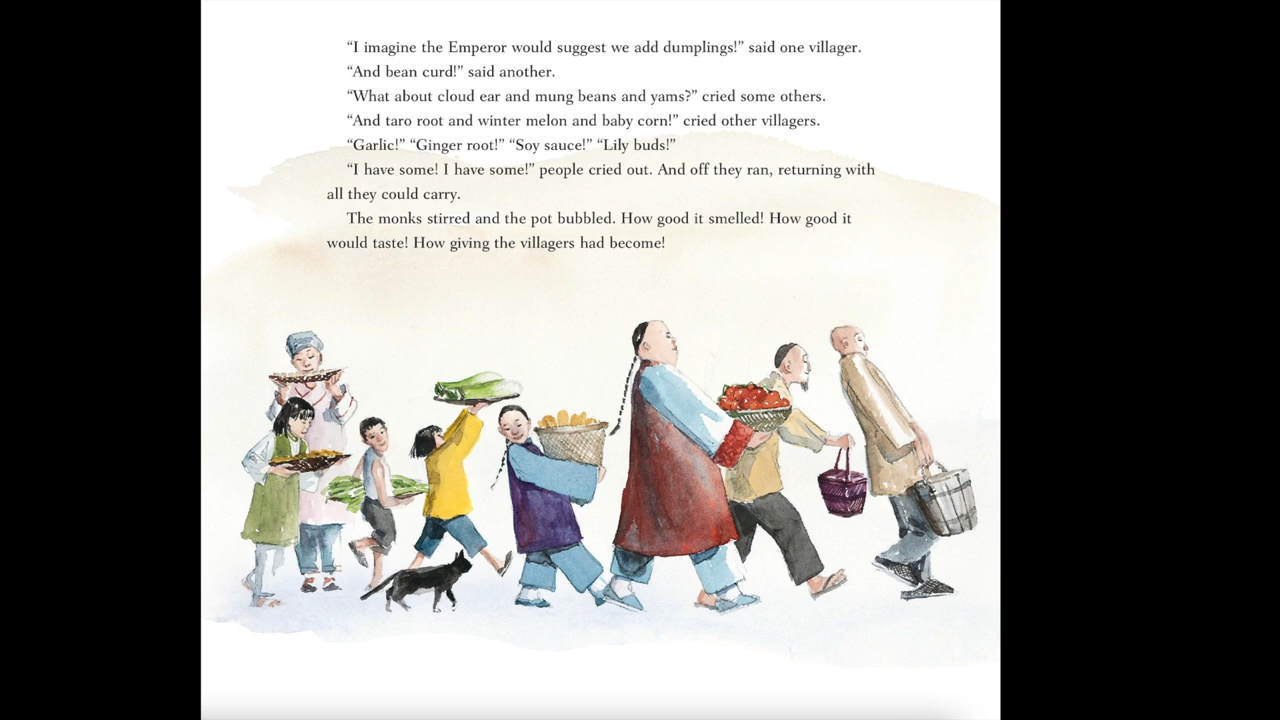 “I imagine the Emperor would suggest we add dumplings!” said one villager.
“And bean curd!” said another.
“What about cloud ear and mung beans and yams?” cried some others.
“And taro root and winter melon and baby corn!” cried other villagers.
“Garlic!” “Ginger root!” “Soy sauce!” “Lily buds!”
“I have some! I have some!” people cried out. And off they ran, returning with
all they could carry.
The monks stirred and the pot bubbled. How good it smelled! How good it
would taste! How giving the villagers had become!